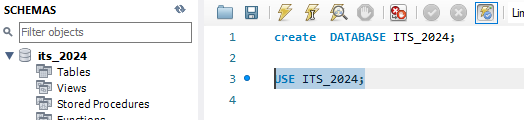 SCHEMAS
Filter objects
its_2024
Tables
Views
Stored Procedures
1 create DATABASE ITS_2024;
2
3 USE ITS_2024;
4